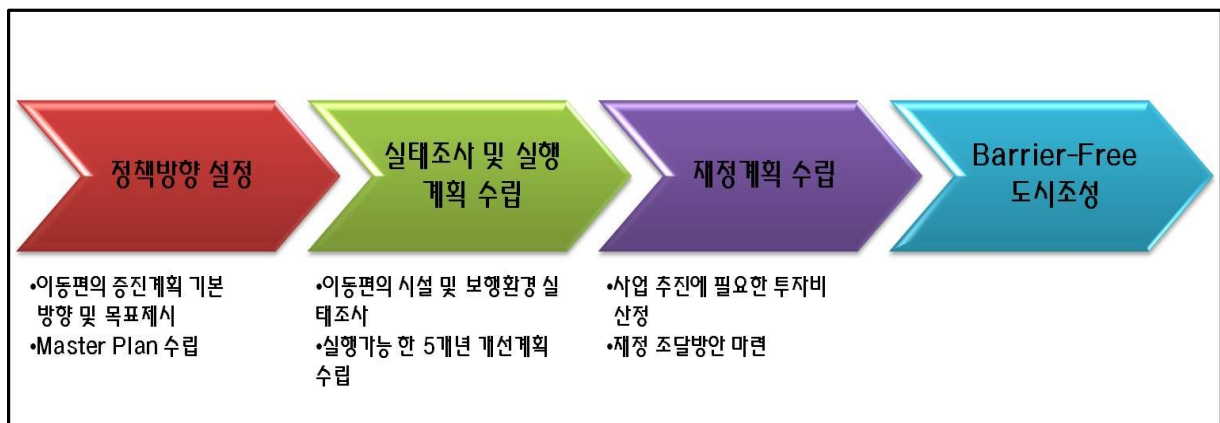 정책방향 설정
•이동편의 증진계획 기본
방향 및 목표제시
•Master Plan 수립
실태조사 및 실행
계획 수립
•이동편의 시설 및 보행환경 실
태조사
•실행가능 한 5개년 개선계획
수립
재정계획 수립
•사업 추진에 필요한 투자비
산정
•재정 조달방안 마련
Barrier-Free
도시조성